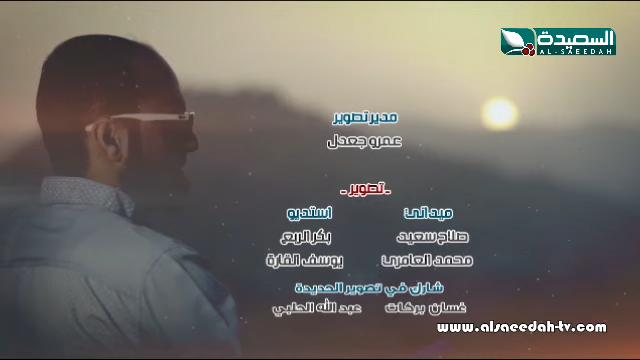 السعيدة
AL-SAEEDAH
مدير تصوير
عمرو جعدل
ـ تصوير ـ
ميداني استديو
صلاح سعيد بكر الربع
محمد العامري يوسف القارة
شارك في تصوير الحديدة
غسان بركات عبد الله الحلبي
www.alsaeedah-tv.com